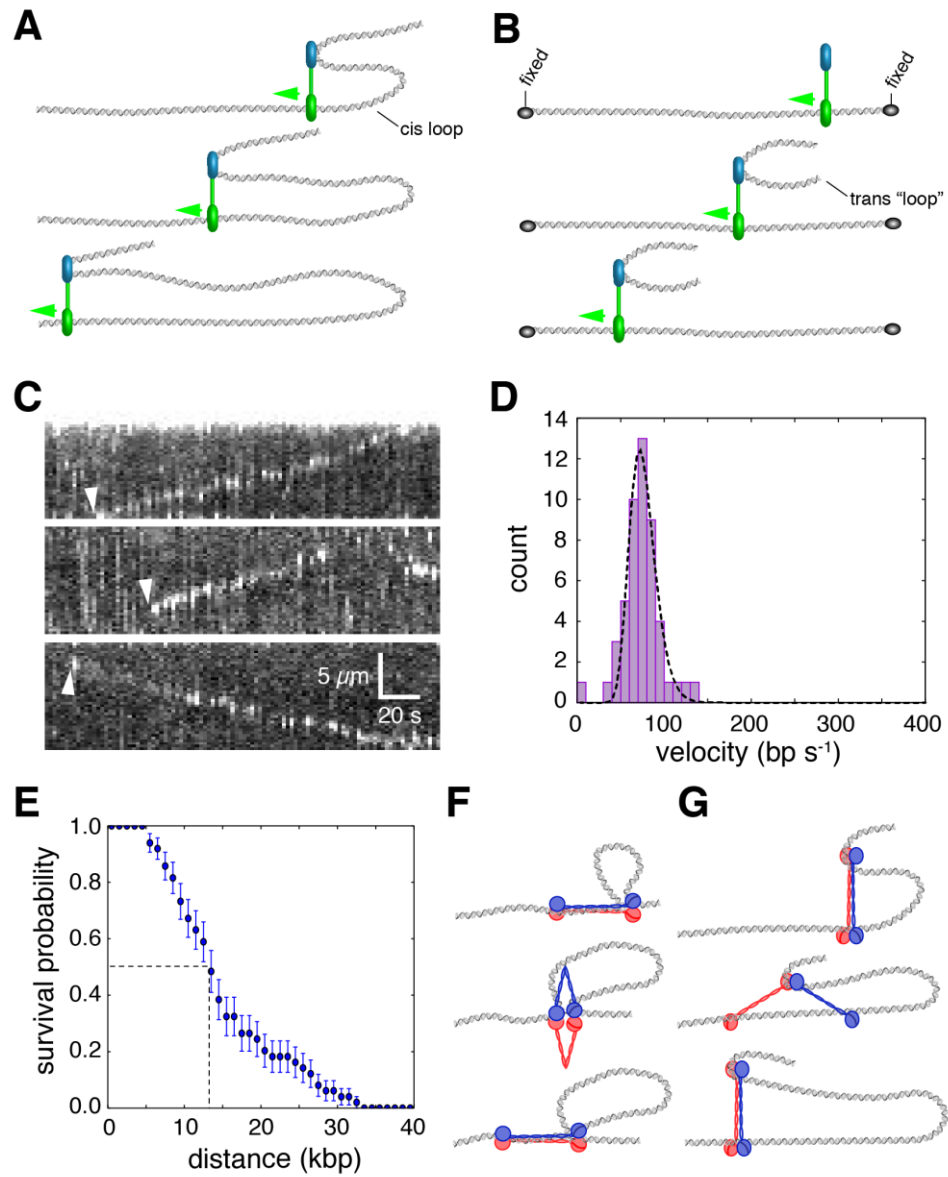 A
cis loop
B
fixed
fixed
trans “loop”
C
5 µm
20 s
D
14
12
10
8
6
4
2
0
count
0 100 200 300 400
velocity (bp s⁻¹)
E
1.0
0.8
0.6
0.4
0.2
0.0
survival probability
0 10 20 30 40
distance (kbp)
F
G